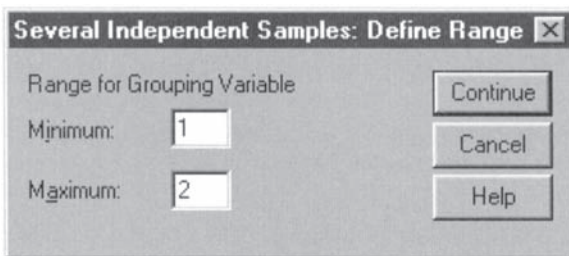 Several Independent Samples: Define Range
Range for Grouping Variable
Minimum: 1
Maximum: 2
Continue
Cancel
Help